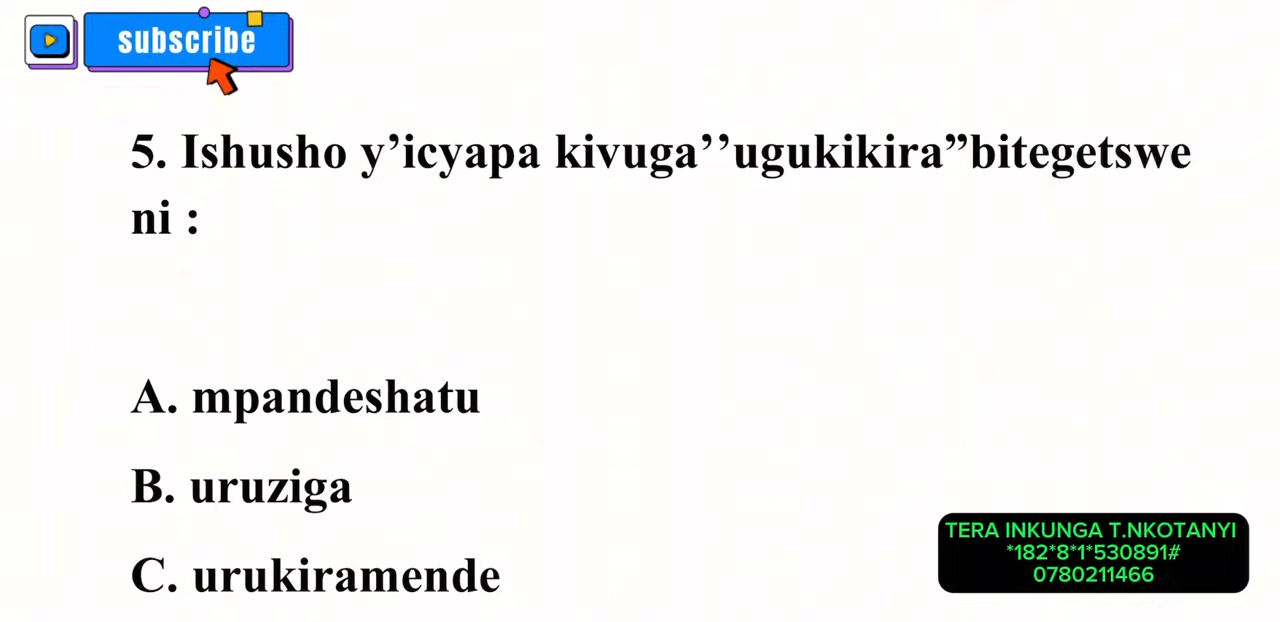 subscribe
5. Ishusho y’icyapa kivuga’’ugukikira”bitegetswe
ni :
A. mpandeshatu
B. uruziga
C. urukiramende
TERA INKUNGA T.NKOTANYI
*182*8*1*530891#
0780211466